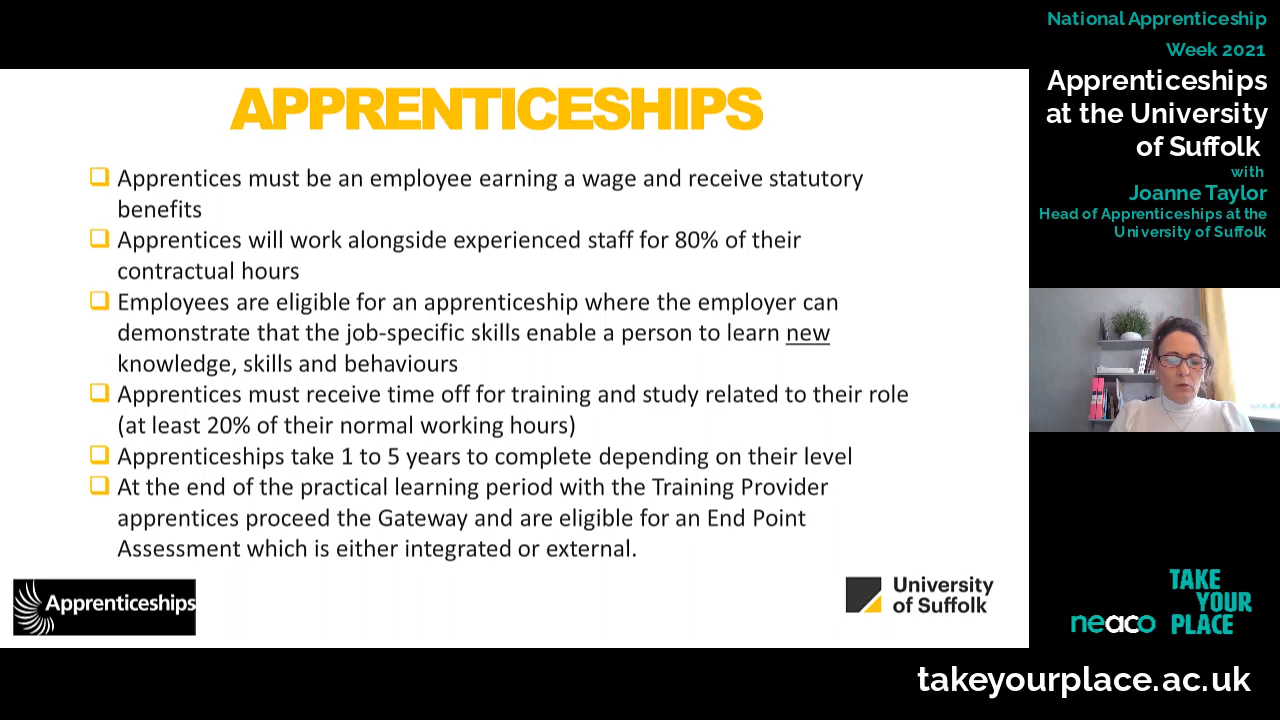 National Apprenticeship
Week 2021
Apprenticeships
at the University
of Suffolk
with
Joanne Taylor
Head of Apprenticeships at the
University of Suffolk
APPRENTICESHIPS
Apprentices must be an employee earning a wage and receive statutory
benefits
Apprentices will work alongside experienced staff for 80% of their
contractual hours
Employees are eligible for an apprenticeship where the employer can
demonstrate that the job-specific skills enable a person to learn new
knowledge, skills and behaviours
Apprentices must receive time off for training and study related to their role
(at least 20% of their normal working hours)
Apprenticeships take 1 to 5 years to complete depending on their level
At the end of the practical learning period with the Training Provider
apprentices proceed the Gateway and are eligible for an End Point
Assessment which is either integrated or external.
Apprenticeships
University
of Suffolk
neaco
TAKE
YOUR
PLACE
takeyourplace.ac.uk